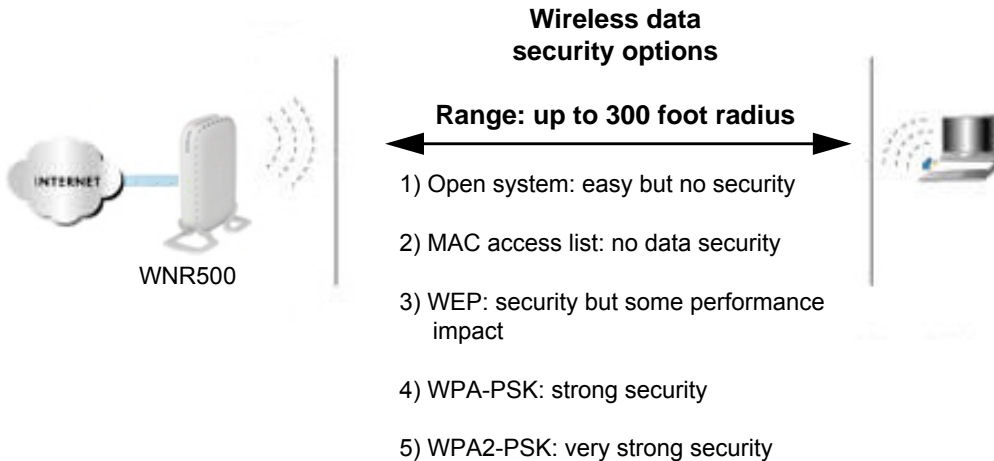 Wireless data
security options
Range: up to 300 foot radius
INTERNET
WNR500
1) Open system: easy but no security
2) MAC access list: no data security
3) WEP: security but some performance
impact
4) WPA-PSK: strong security
5) WPA2-PSK: very strong security